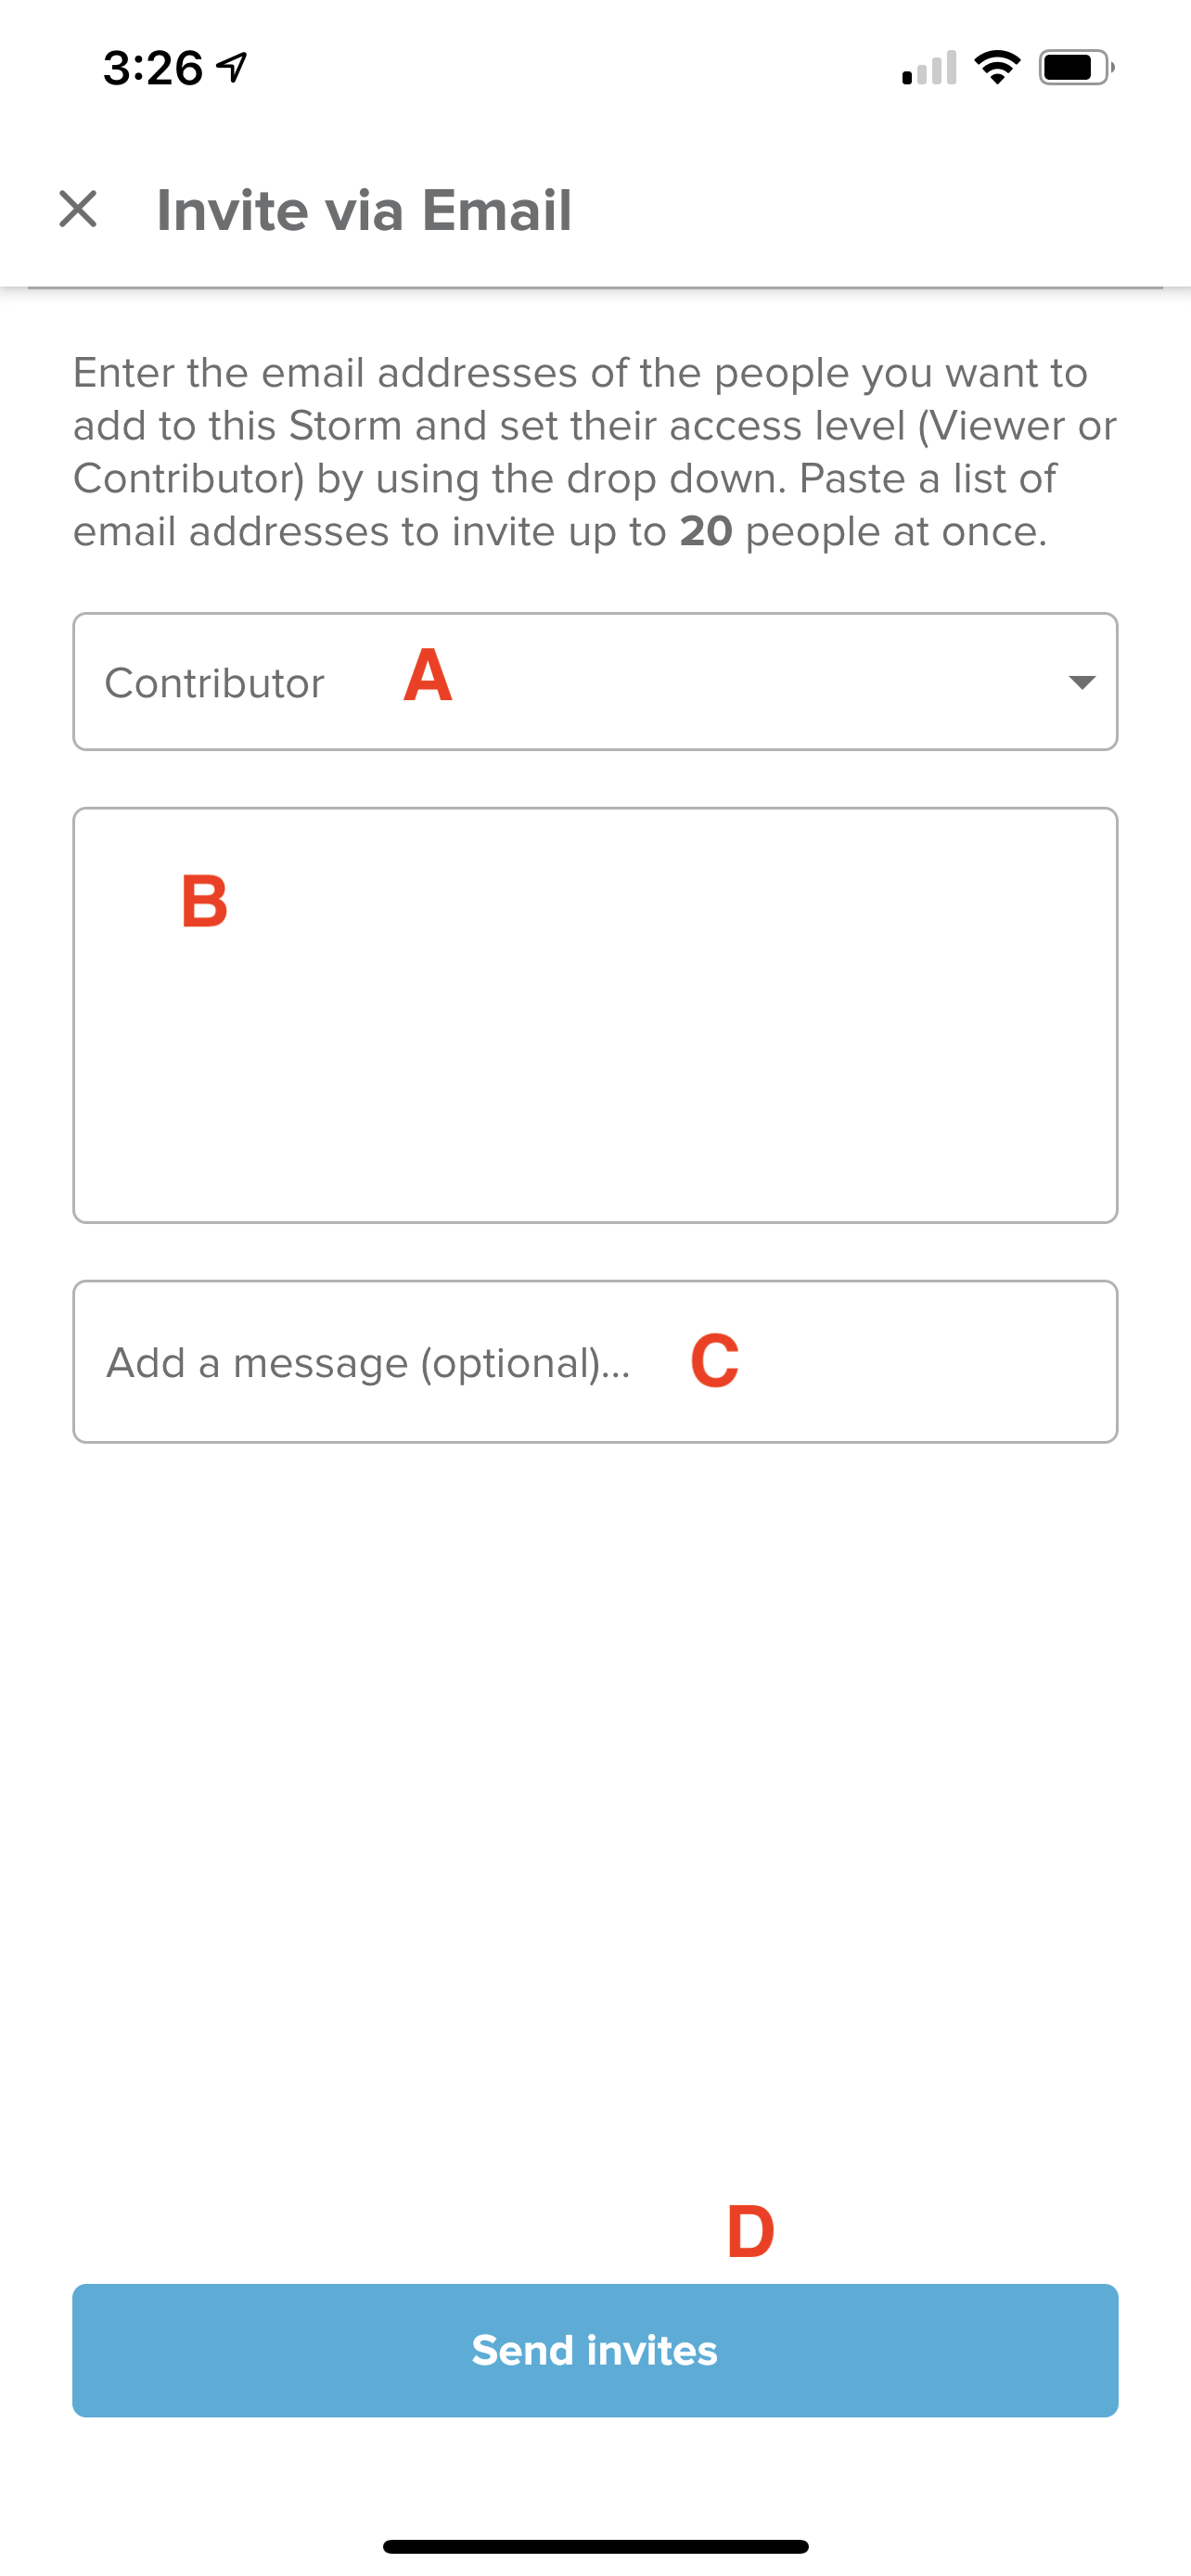 3:26
Invite via Email
Enter the email addresses of the people you want to
add to this Storm and set their access level (Viewer or
Contributor) by using the drop down. Paste a list of
email addresses to invite up to 20 people at once.
Contributor A
B
Add a message (optional)... C
D
Send invites